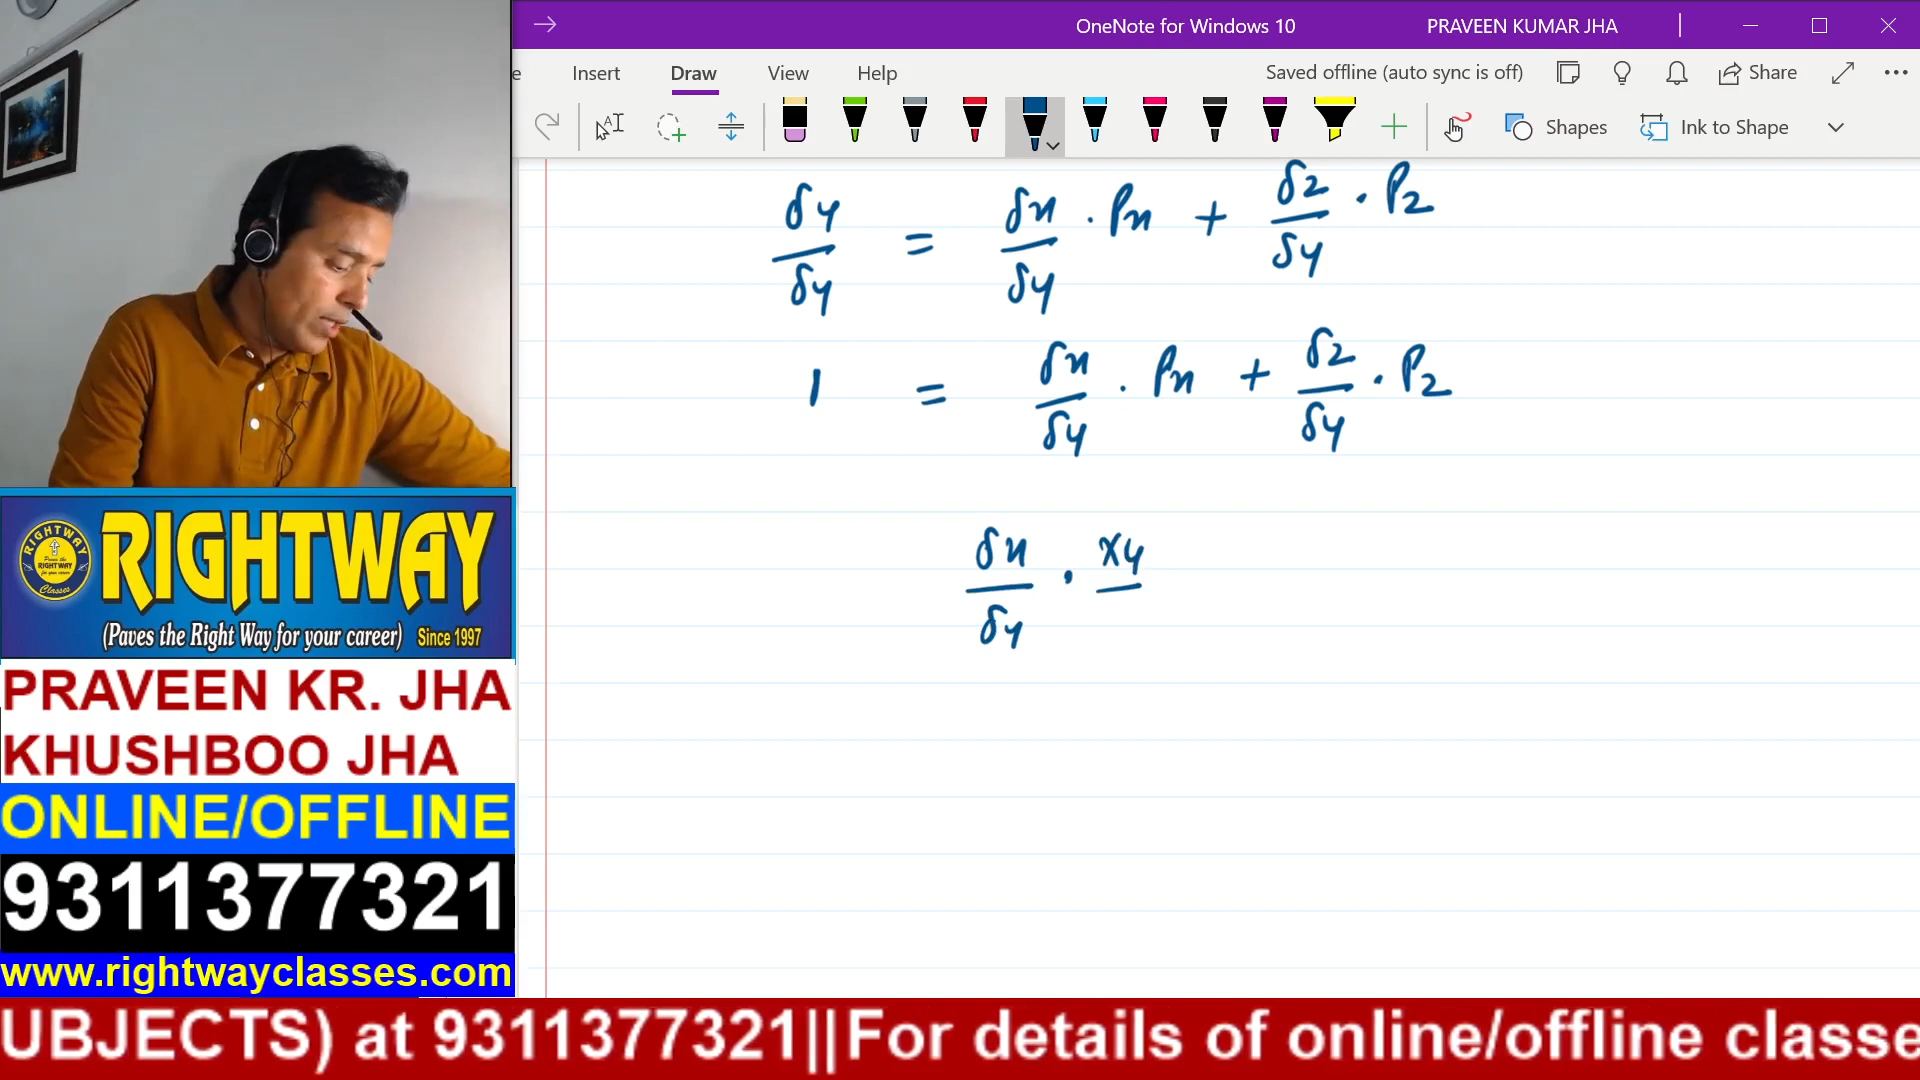 OneNote for Windows 10
PRAVEEN KUMAR JHA
e Insert Draw View Help
Saved offline (auto sync is off)
Share
Shapes
Ink to Shape
δy/δy = δx/δy · Px + δz/δy · Pz
1 = δx/δy · Px + δz/δy · Pz
δx/δy · xy
RIGHTWAY
Classes
RIGHTWAY
(Paves the Right Way for your career) Since 1997
PRAVEEN KR. JHA
KHUSHBOO JHA
ONLINE/OFFLINE
9311377321
www.rightwayclasses.com
UBJECTS) at 9311377321||For details of online/offline classe